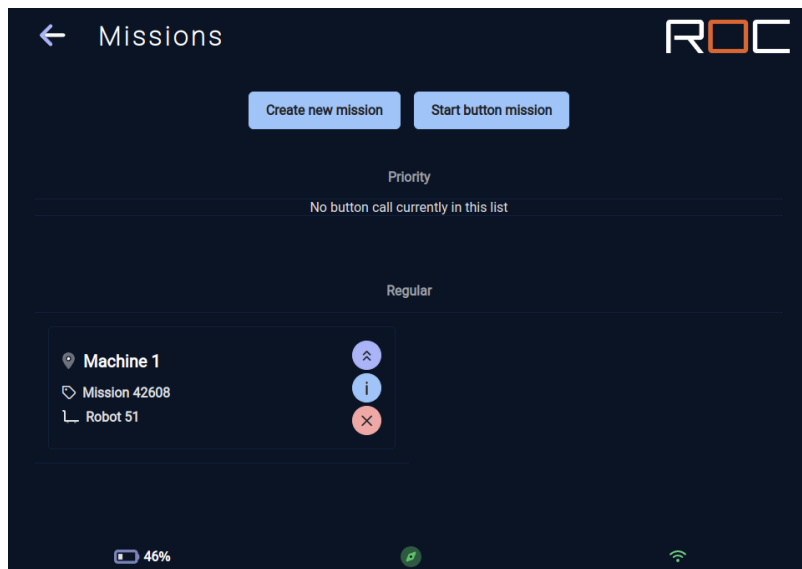 Missions
ROC
Create new mission
Start button mission
Priority
No button call currently in this list
Regular
Machine 1
Mission 42608
Robot 51
i
46%